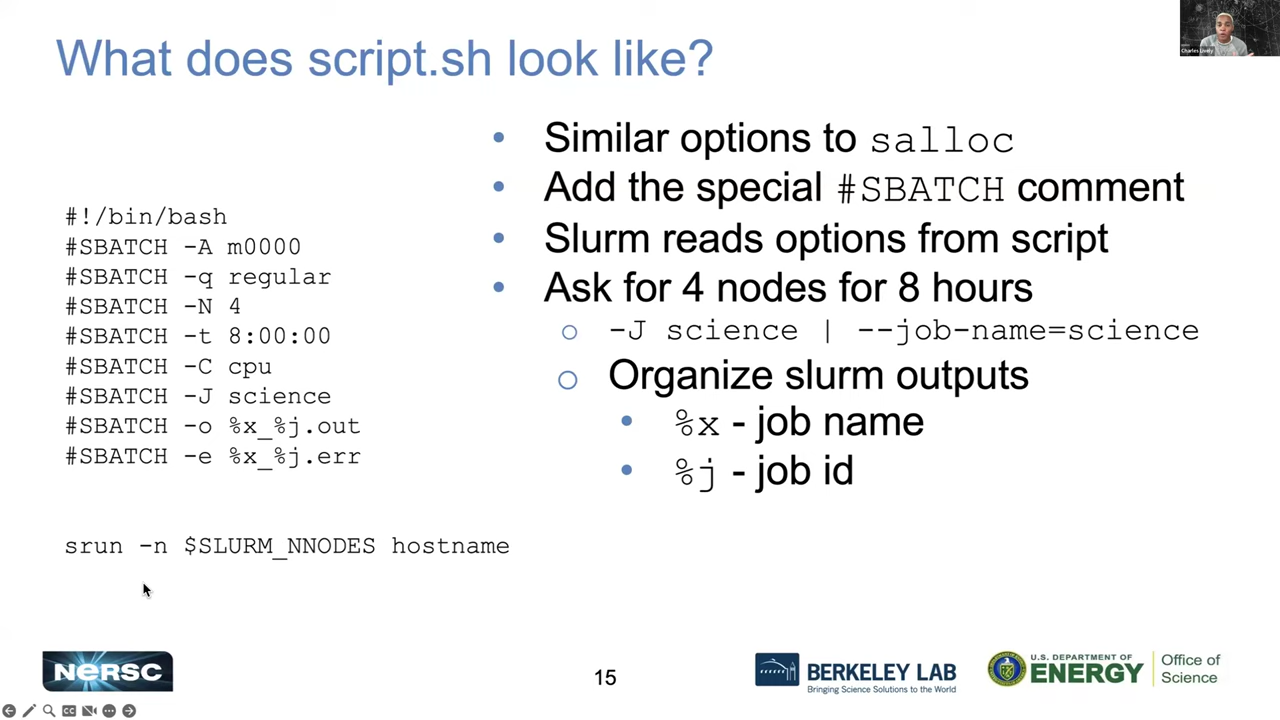 What does script.sh look like?
Charles Lively
#!/bin/bash
#SBATCH -A m0000
#SBATCH -q regular
#SBATCH -N 4
#SBATCH -t 8:00:00
#SBATCH -C cpu
#SBATCH -J science
#SBATCH -o %x_%j.out
#SBATCH -e %x_%j.err
srun -n $SLURM_NNODES hostname
• Similar options to salloc
• Add the special #SBATCH comment
• Slurm reads options from script
• Ask for 4 nodes for 8 hours
○ -J science | --job-name=science
○ Organize slurm outputs
• %x - job name
• %j - job id
NERSC
15
BERKELEY LAB
Bringing Science Solutions to the World
U.S. DEPARTMENT OF
ENERGY
Office of
Science